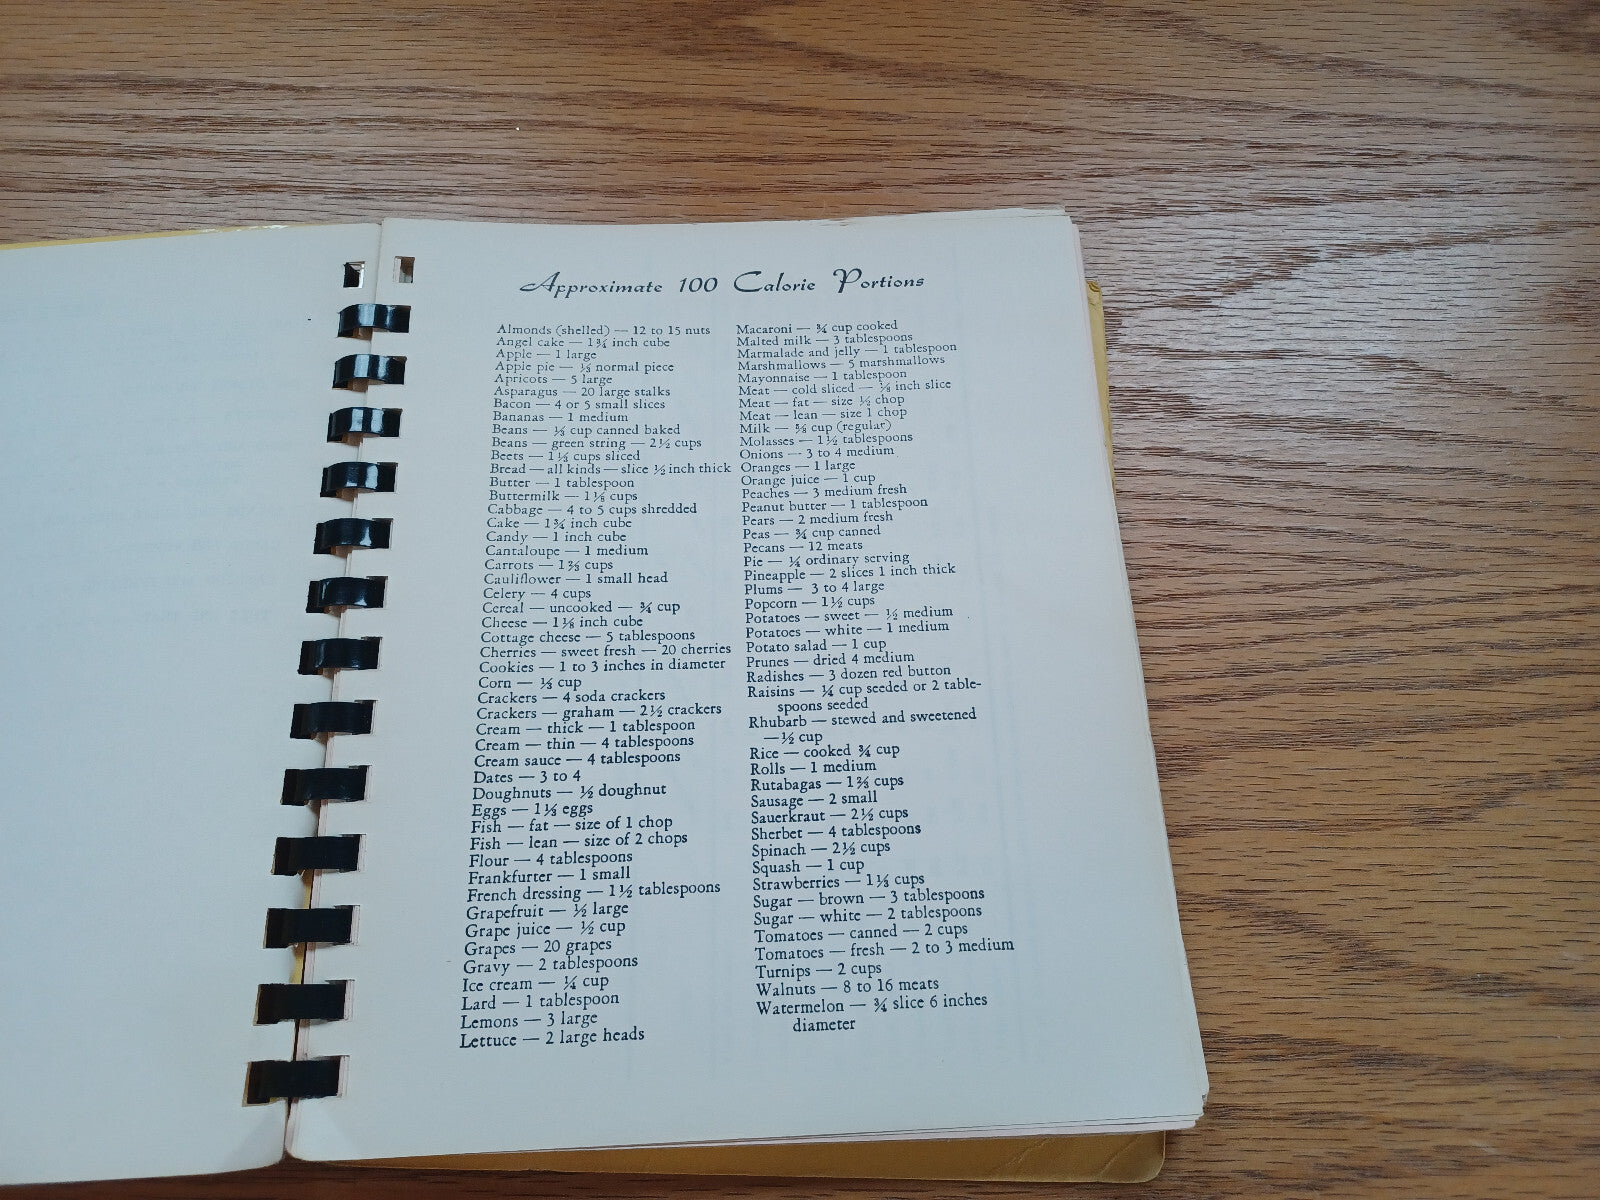 Approximate 100 Calorie Portions
Almonds (shelled) — 12 to 15 nuts
Angel cake — 1¾ inch cube
Apple — 1 large
Apple pie — ⅓ normal piece
Apricots — 5 large
Asparagus — 20 large stalks
Bacon — 4 or 5 small slices
Bananas — 1 medium
Beans — ⅓ cup canned baked
Beans — green string — 2½ cups
Beets — 1⅓ cups sliced
Bread — all kinds — slice ½ inch thick
Butter — 1 tablespoon
Buttermilk — 1⅛ cups
Cabbage — 4 to 5 cups shredded
Cake — 1¾ inch cube
Candy — 1 inch cube
Cantaloupe — 1 medium
Carrots — 1⅔ cups
Cauliflower — 1 small head
Celery — 4 cups
Cereal — uncooked — ¾ cup
Cheese — 1⅛ inch cube
Cottage cheese — 5 tablespoons
Cherries — sweet fresh — 20 cherries
Cookies — 1 to 3 inches in diameter
Corn — ⅓ cup
Crackers — 4 soda crackers
Crackers — graham — 2½ crackers
Cream — thick — 1 tablespoon
Cream — thin — 4 tablespoons
Cream sauce — 4 tablespoons
Dates — 3 to 4
Doughnuts — ½ doughnut
Eggs — 1⅓ eggs
Fish — fat — size of 1 chop
Fish — lean — size of 2 chops
Flour — 4 tablespoons
Frankfurter — 1 small
French dressing — 1½ tablespoons
Grapefruit — ½ large
Grape juice — ½ cup
Grapes — 20 grapes
Gravy — 2 tablespoons
Ice cream — ¼ cup
Lard — 1 tablespoon
Lemons — 3 large
Lettuce — 2 large heads
Macaroni — ¾ cup cooked
Malted milk — 3 tablespoons
Marmalade and jelly — 1 tablespoon
Marshmallows — 5 marshmallows
Mayonnaise — 1 tablespoon
Meat — cold sliced — ⅛ inch slice
Meat — fat — size ½ chop
Meat — lean — size 1 chop
Milk — ⅝ cup (regular)
Molasses — 1½ tablespoons
Onions — 3 to 4 medium
Oranges — 1 large
Orange juice — 1 cup
Peaches — 3 medium fresh
Peanut butter — 1 tablespoon
Pears — 2 medium fresh
Peas — ¾ cup canned
Pecans — 12 meats
Pie — ¼ ordinary serving
Pineapple — 2 slices 1 inch thick
Plums — 3 to 4 large
Popcorn — 1½ cups
Potatoes — sweet — ½ medium
Potatoes — white — 1 medium
Potato salad — 1 cup
Prunes — dried 4 medium
Radishes — 3 dozen red button
Raisins — ¼ cup seeded or 2 table-
spoons seeded
Rhubarb — stewed and sweetened
— ½ cup
Rice — cooked ¾ cup
Rolls — 1 medium
Rutabagas — 1⅔ cups
Sausage — 2 small
Sauerkraut — 2½ cups
Sherbet — 4 tablespoons
Spinach — 2½ cups
Squash — 1 cup
Strawberries — 1⅓ cups
Sugar — brown — 3 tablespoons
Sugar — white — 2 tablespoons
Tomatoes — canned — 2 cups
Tomatoes — fresh — 2 to 3 medium
Turnips — 2 cups
Walnuts — 8 to 16 meats
Watermelon — ¾ slice 6 inches
diameter